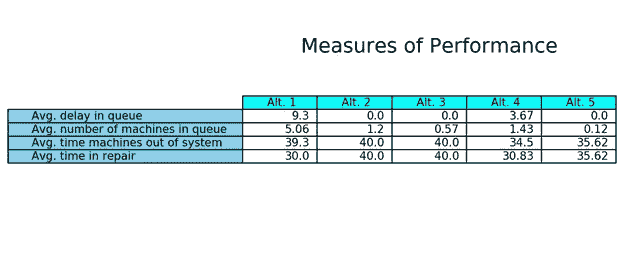 Measures of Performance
Alt. 1 Alt. 2 Alt. 3 Alt. 4 Alt. 5
Avg. delay in queue 9.3 0.0 0.0 3.67 0.0
Avg. number of machines in queue 5.06 1.2 0.57 1.43 0.12
Avg. time machines out of system 39.3 40.0 40.0 34.5 35.62
Avg. time in repair 30.0 40.0 40.0 30.83 35.62